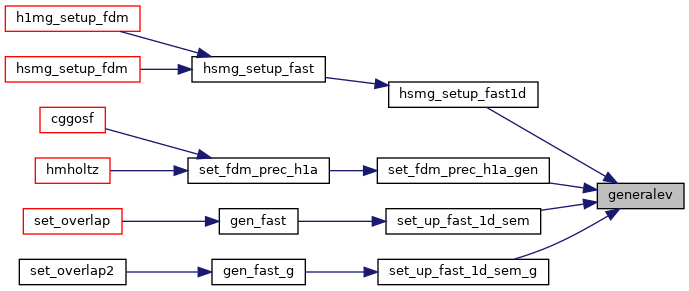 h1mg_setup_fdm
hsmg_setup_fdm
hsmg_setup_fast
hsmg_setup_fast1d
cggosf
hmholtz
set_fdm_prec_h1a
set_fdm_prec_h1a_gen
generalev
set_overlap
gen_fast
set_up_fast_1d_sem
set_overlap2
gen_fast_g
set_up_fast_1d_sem_g